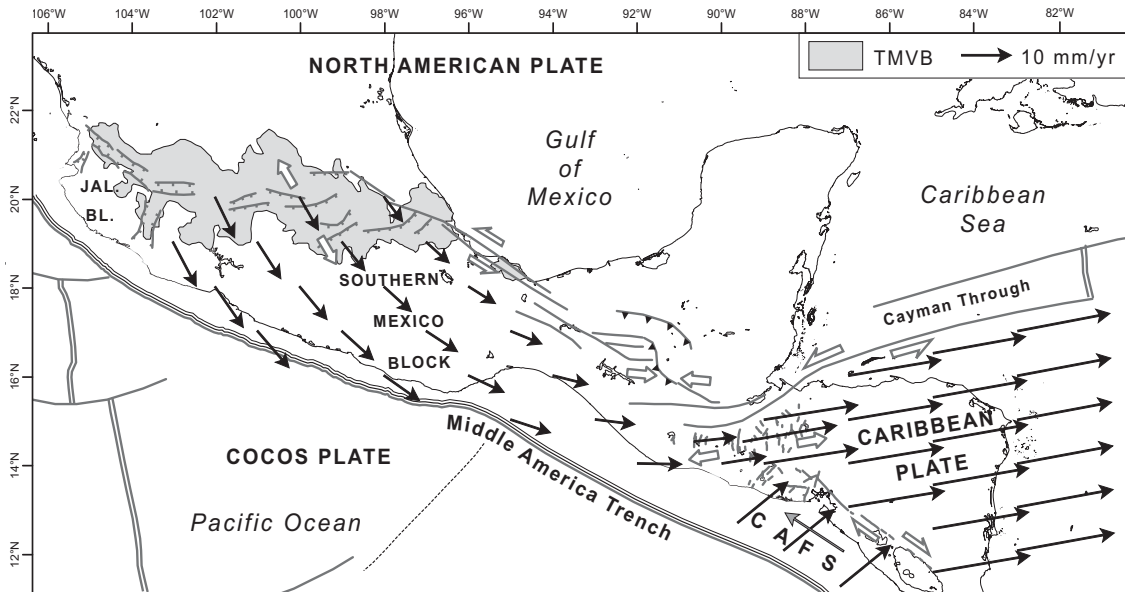 106°W 104°W 102°W 100°W 98°W 96°W 94°W 92°W 90°W 88°W 86°W 84°W 82°W
NORTH AMERICAN PLATE
TMVB
10 mm/yr
22°N
20°N
18°N
16°N
14°N
12°N
Gulf
of
Mexico
Caribbean
Sea
JAL.
BL.
SOUTHERN
MEXICO
BLOCK
Cayman Through
CARIBBEAN
PLATE
COCOS PLATE
Middle America Trench
Pacific Ocean
C A F S